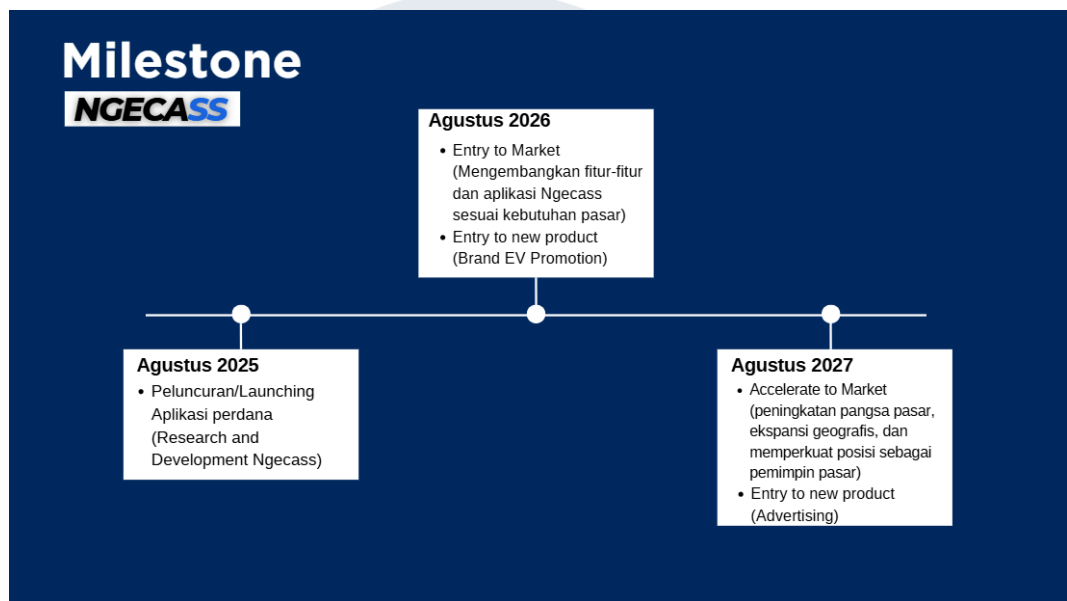 Milestone
NGECASS
Agustus 2026
• Entry to Market
(Mengembangkan fitur-fitur
dan aplikasi Ngecass
sesuai kebutuhan pasar)
• Entry to new product
(Brand EV Promotion)
Agustus 2025
• Peluncuran/Launching
Aplikasi perdana
(Research and
Development Ngecass)
Agustus 2027
• Accelerate to Market
(peningkatan pangsa pasar,
ekspansi geografis, dan
memperkuat posisi sebagai
pemimpin pasar)
• Entry to new product
(Advertising)